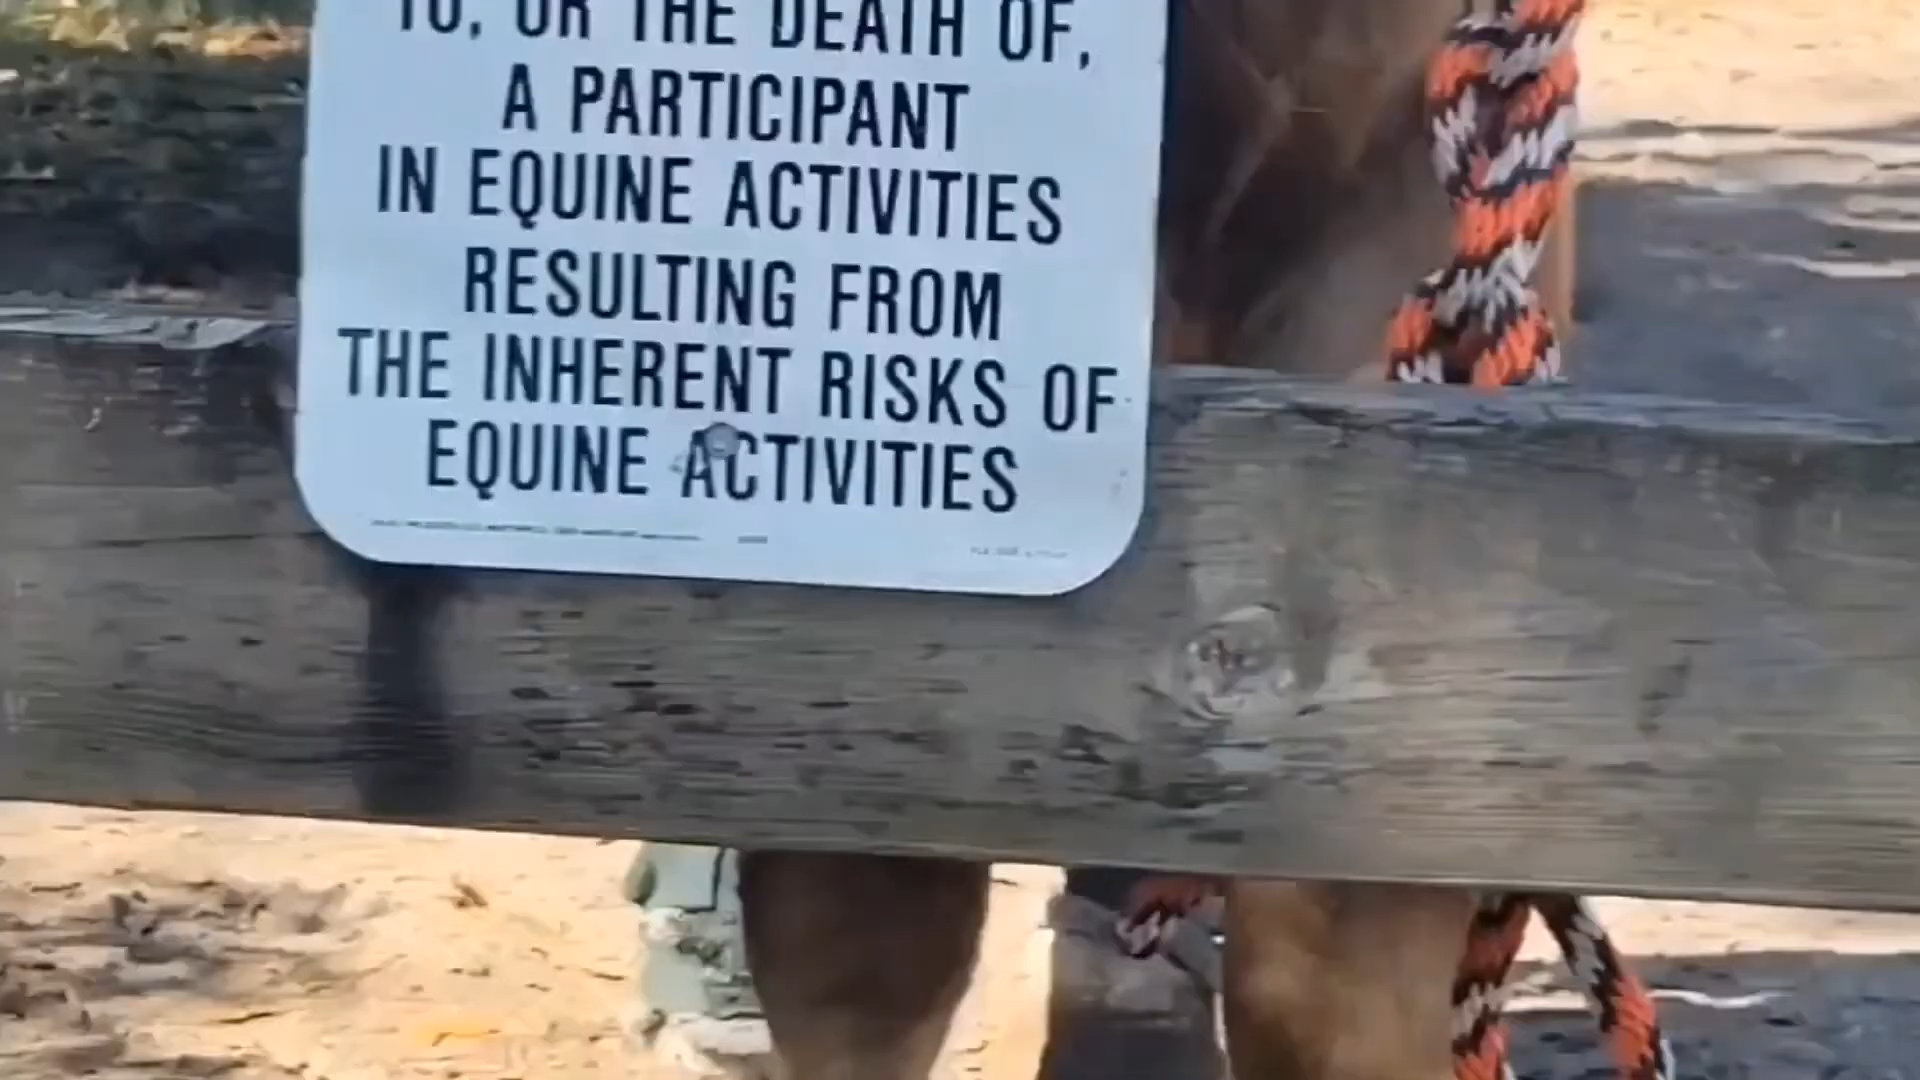 TO, OR THE DEATH OF,
A PARTICIPANT
IN EQUINE ACTIVITIES
RESULTING FROM
THE INHERENT RISKS OF
EQUINE ACTIVITIES